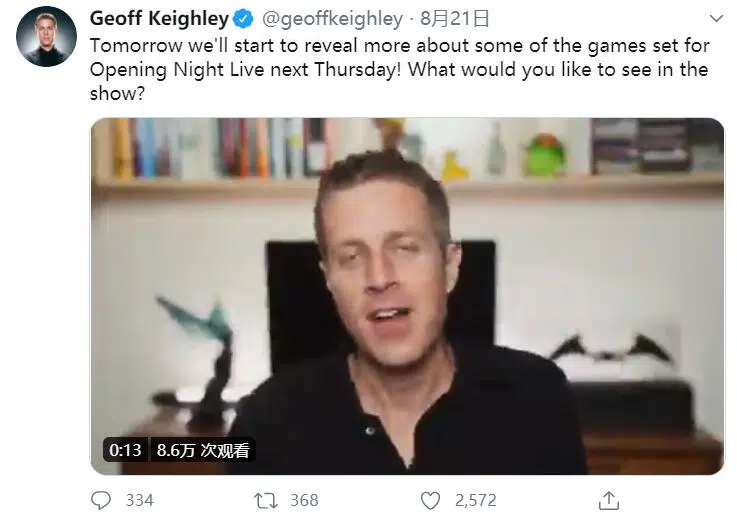 Geoff Keighley @geoffkeighley · 8月21日
Tomorrow we'll start to reveal more about some of the games set for
Opening Night Live next Thursday! What would you like to see in the
show?
0:13 8.6万 次观看
334 368 2,572